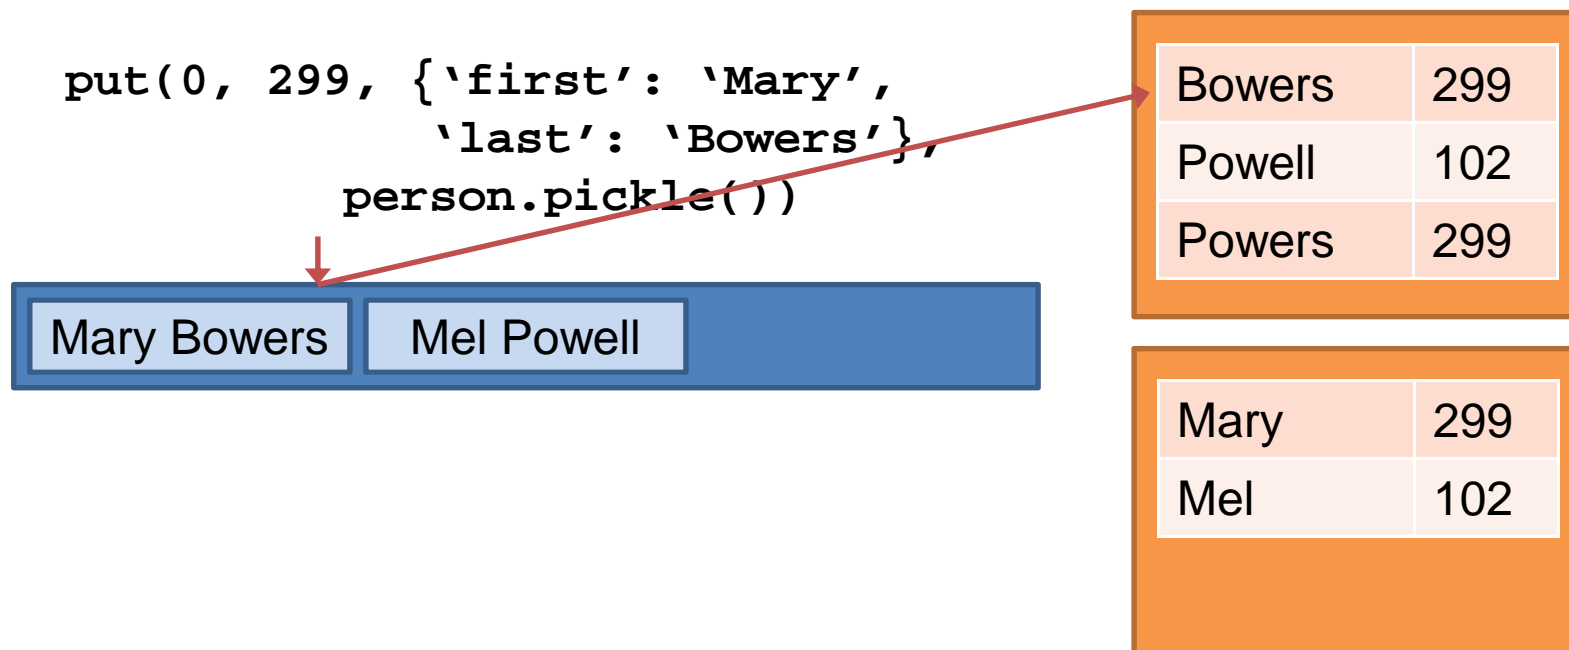 put(0, 299, {‘first’: ‘Mary’,
‘last’: ‘Bowers’},
person.pickle())
Mary Bowers Mel Powell
Bowers 299
Powell 102
Powers 299
Mary 299
Mel 102